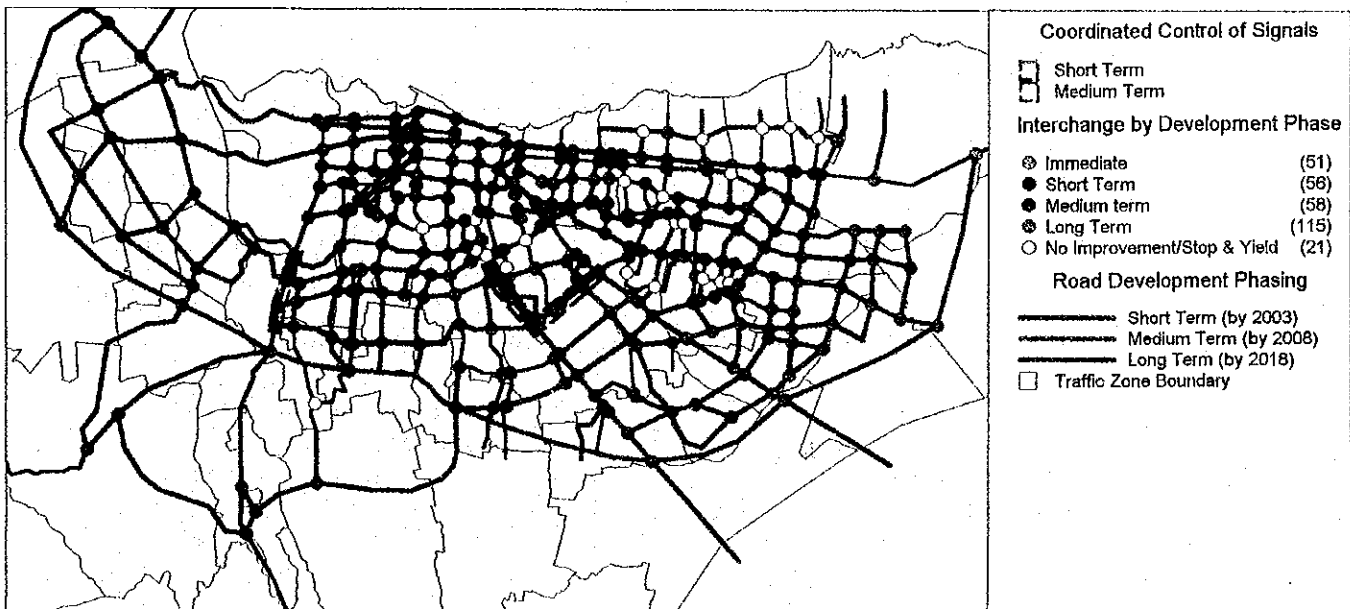 Coordinated Control of Signals
Short Term
Medium Term
Interchange by Development Phase
Immediate (51)
Short Term (56)
Medium term (58)
Long Term (115)
No Improvement/Stop & Yield (21)
Road Development Phasing
Short Term (by 2003)
Medium Term (by 2008)
Long Term (by 2018)
Traffic Zone Boundary